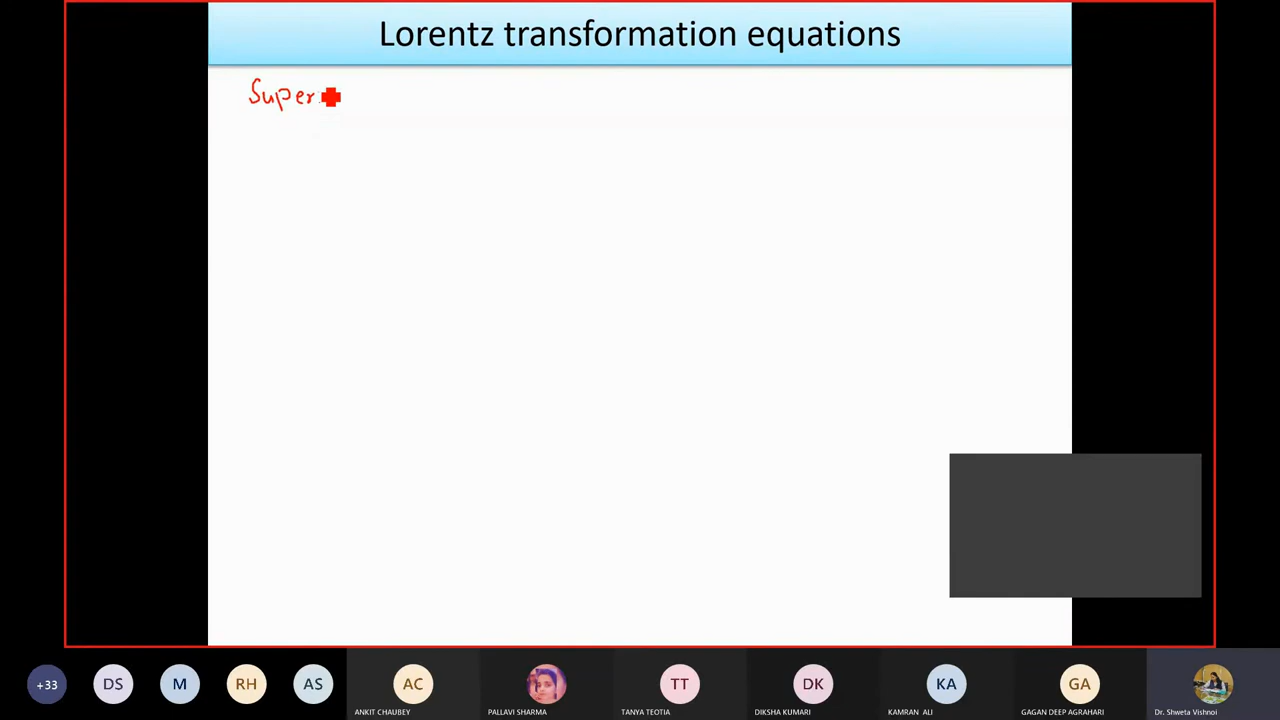 Lorentz transformation equations
Super
+33
DS
M
RH
AS
AC
TT
DK
KA
GA
ANKIT CHAUBEY
PALLAVI SHARMA
TANYA TEOTIA
DIKSHA KUMARI
KAMRAN ALI
GAGAN DEEP AGRAHARI
Dr. Shweta Vishnoi